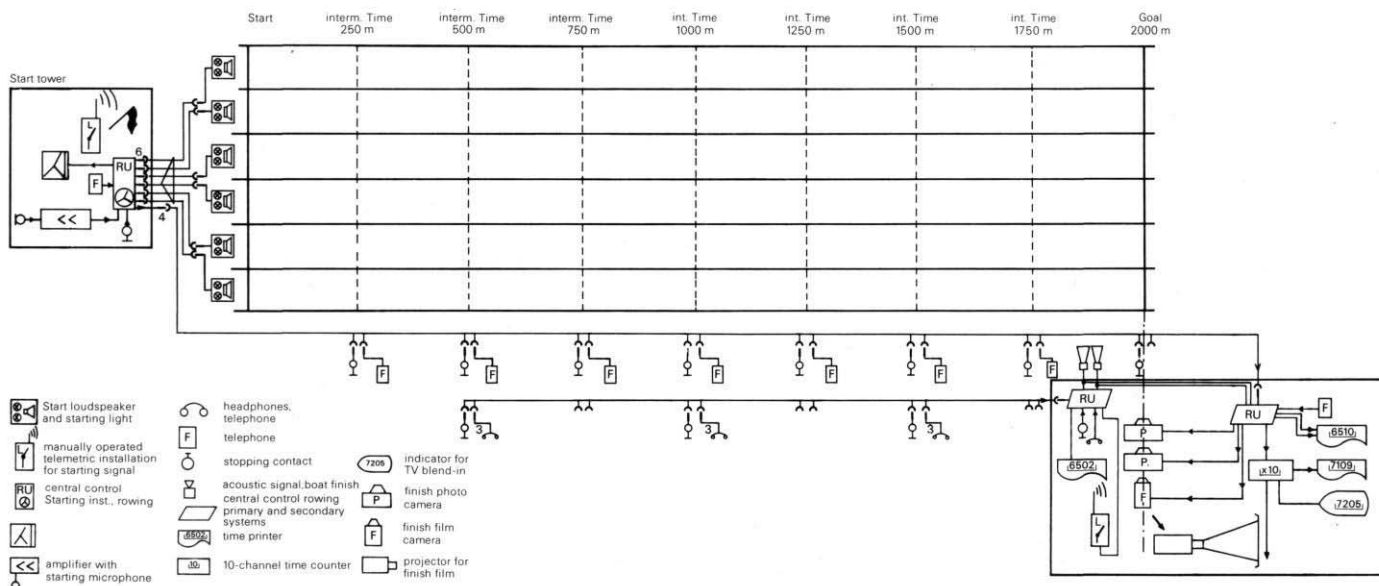 Start interm. Time interm. Time interm. Time int. Time int. Time int. Time int. Time Goal
250 m 500 m 750 m 1000 m 1250 m 1500 m 1750 m 2000 m
Start tower
L
6
RU
F
4
<<
F F F F F F F
3 3 3
RU
RU
F
P
6510
6502
P
x10
7109
F
7205
L
Start loudspeaker
and starting light
manually operated
telemetric installation
for starting signal
RU central control
Starting inst., rowing
<< amplifier with
starting microphone
headphones,
telephone
F telephone
stopping contact
acoustic signal, boat finish
central control rowing
primary and secondary
systems
6502 time printer
10 10-channel time counter
7205 indicator for
TV blend-in
P finish photo
camera
F finish film
camera
projector for
finish film